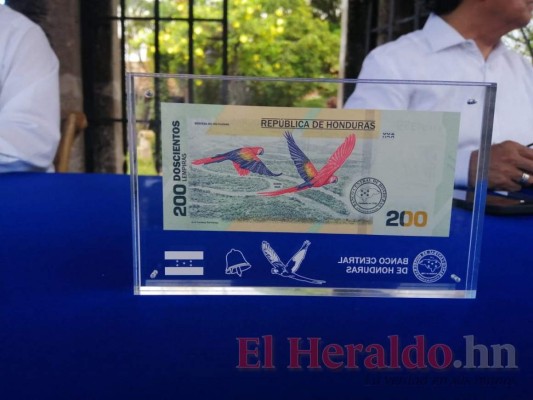 REPUBLICA DE HONDURAS
200 DOSCIENTOS
LEMPIRAS
200
BANCO CENTRAL
DE HONDURAS
El Heraldo.hn